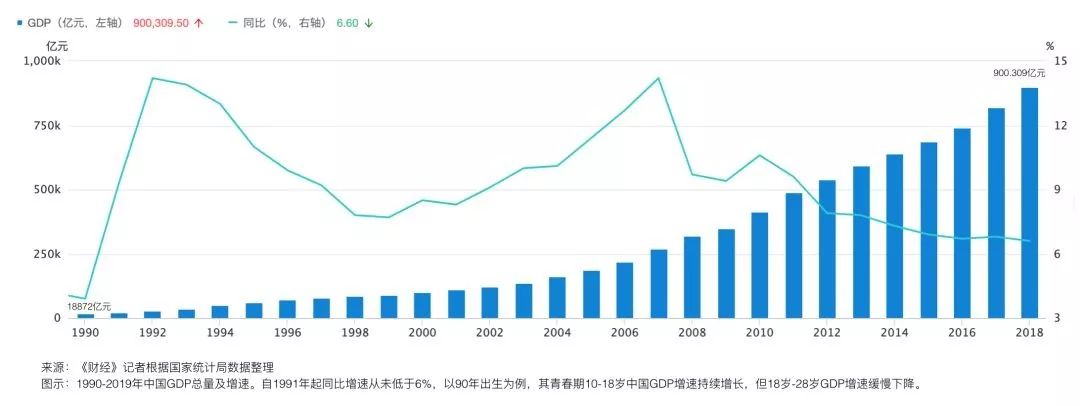 GDP（亿元，左轴） 900,309.50 ↑ 同比（%，右轴） 6.60 ↓
亿元 %
1,000k 15
900.309亿元
750k 12
500k 9
250k 6
18872亿元
0 3
1990 1992 1994 1996 1998 2000 2002 2004 2006 2008 2010 2012 2014 2016 2018
来源：《财经》记者根据国家统计局数据整理
图示：1990-2019年中国GDP总量及增速。自1991年起同比增速从未低于6%，以90年出生为例，其青春期10-18岁中国GDP增速持续增长，但18岁-28岁GDP增速缓慢下降。